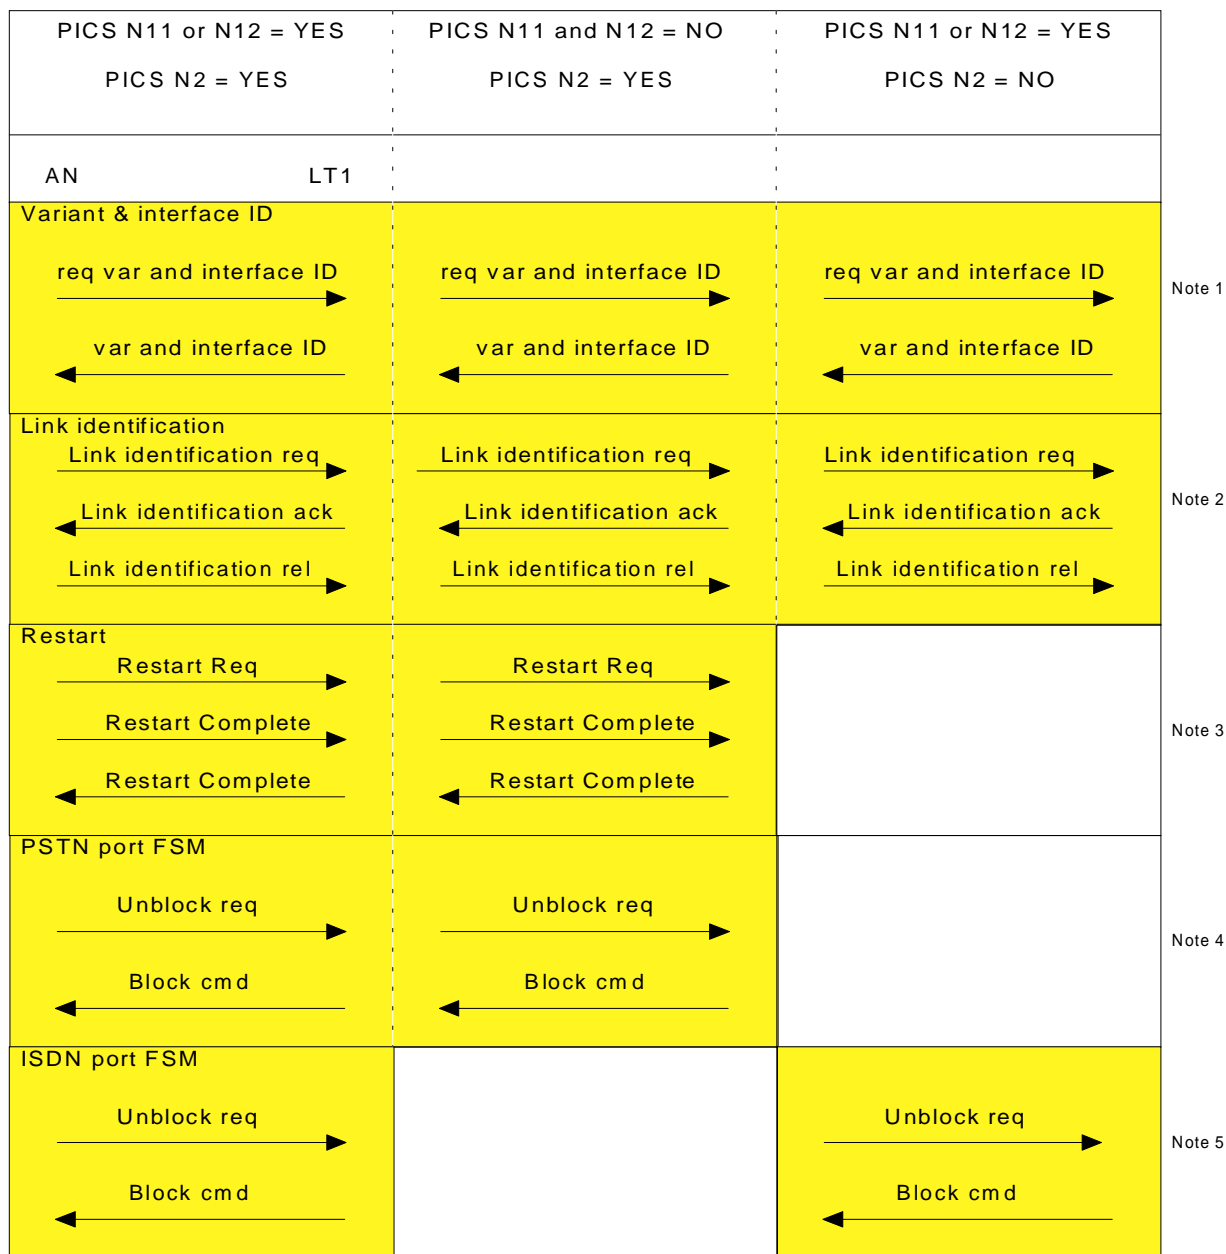 PICS N11 or N12 = YES
PICS N2 = YES
PICS N11 and N12 = NO
PICS N2 = YES
PICS N11 or N12 = YES
PICS N2 = NO
AN LT1
Variant & interface ID
req var and interface ID
req var and interface ID
req var and interface ID
Note 1
var and interface ID
var and interface ID
var and interface ID
Link identification
Link identification req
Link identification req
Link identification req
Link identification ack
Link identification ack
Link identification ack
Note 2
Link identification rel
Link identification rel
Link identification rel
Restart
Restart Req
Restart Req
Restart Complete
Restart Complete
Note 3
Restart Complete
Restart Complete
PSTN port FSM
Unblock req
Unblock req
Note 4
Block cmd
Block cmd
ISDN port FSM
Unblock req
Unblock req
Note 5
Block cmd
Block cmd